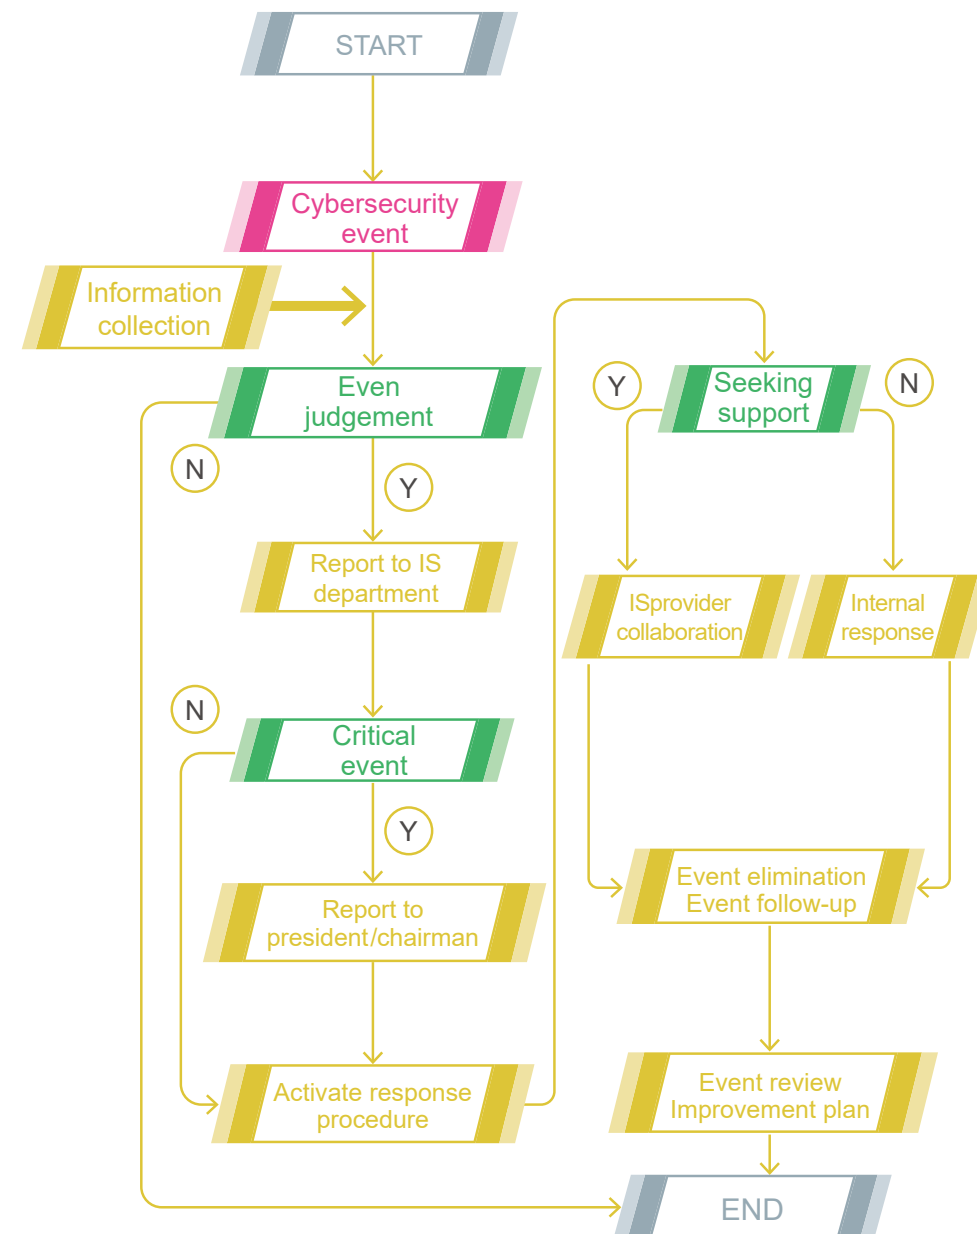 START
Cybersecurity
event
Information
collection
Even
judgement
N
Y
Report to IS
department
N
Critical
event
Y
Report to
president/chairman
Activate response
procedure
Y
Seeking
support
N
ISprovider
collaboration
Internal
response
Event elimination
Event follow-up
Event review
Improvement plan
END